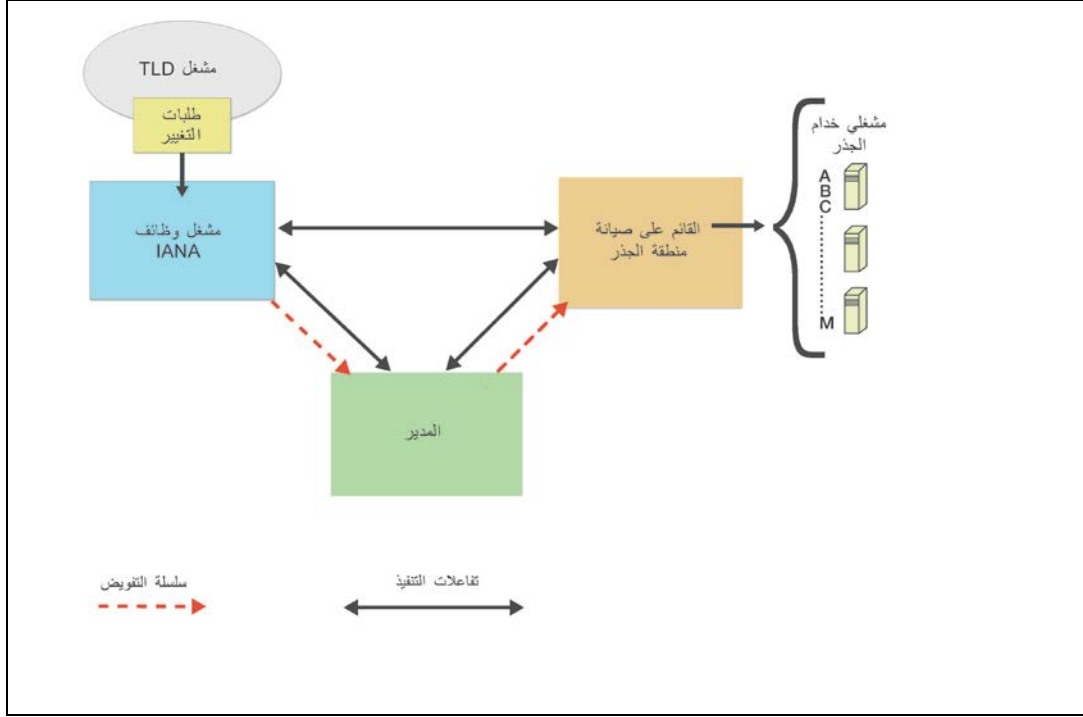 مشغل TLD
طلبات
التغيير
مشغل وظائف
IANA
القائم على صيانة
منطقة الجذر
مشغلي خدام
الجذر
A
B
C
M
المدير
سلسلة التفويض
تفاعلات التنفيذ